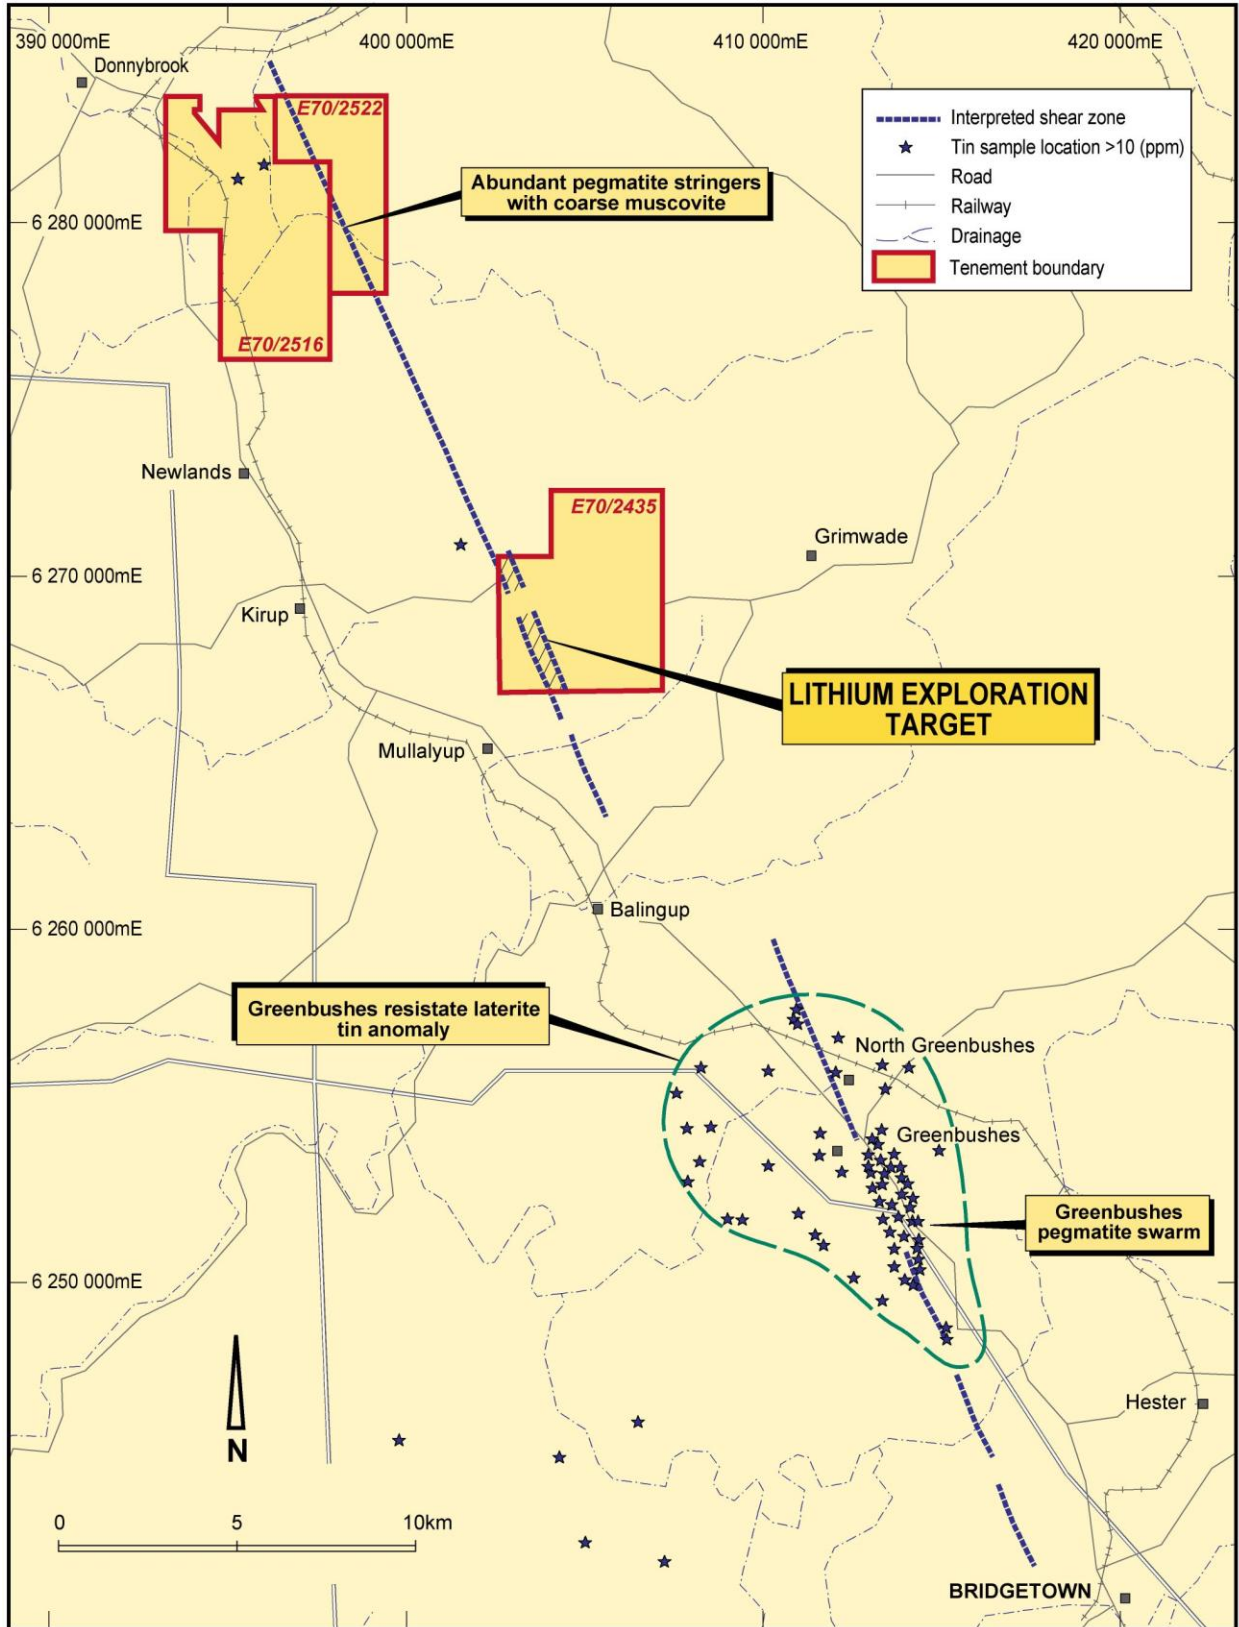 390 000mE
400 000mE
410 000mE
420 000mE
Donnybrook
E70/2522
Interpreted shear zone
Tin sample location >10 (ppm)
Road
Railway
Drainage
Tenement boundary
Abundant pegmatite stringers
with coarse muscovite
6 280 000mE
E70/2516
Newlands
E70/2435
Grimwade
6 270 000mE
Kirup
LITHIUM EXPLORATION
TARGET
Mullalyup
Balingup
6 260 000mE
Greenbushes resistate laterite
tin anomaly
North Greenbushes
Greenbushes
Greenbushes
pegmatite swarm
6 250 000mE
N
Hester
0
5
10km
BRIDGETOWN